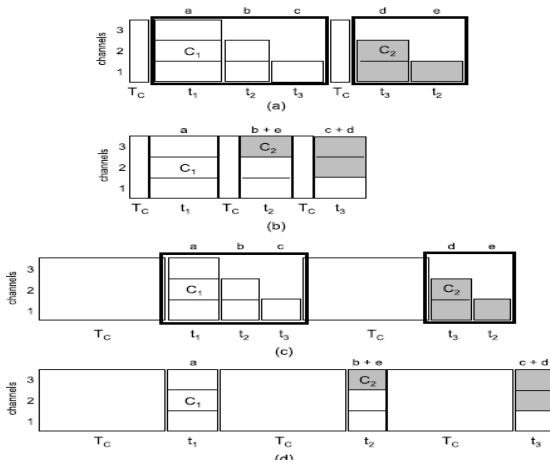 a b c d e
3
channels
C1 C2
2
1
TC t1 t2 t3 TC t3 t2
(a)
a b + e c + d
3 C2
channels
2 C1
1
TC t1 TC t2 TC t3
(b)
a b c d e
3
channels
2 C1 C2
1
TC t1 t2 t3 TC t3 t2
(c)
a b + e c + d
3 C2
channels
2 C1
1
TC t1 TC t2 TC t3
(d)